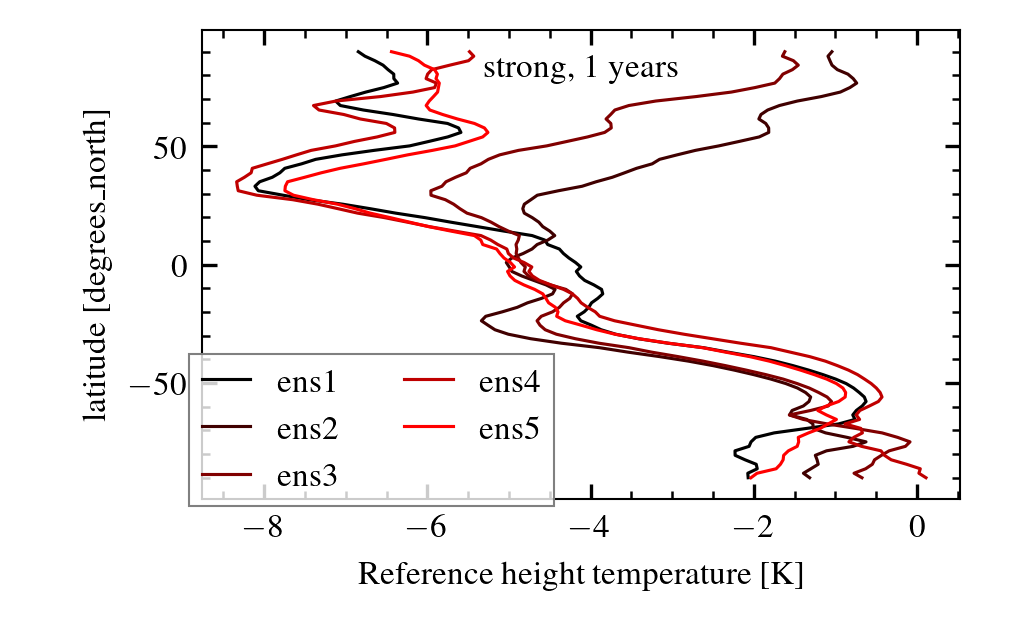 strong, 1 years
50
0
−50
latitude [degrees_north]
ens1
ens2
ens3
ens4
ens5
−8
−6
−4
−2
0
Reference height temperature [K]